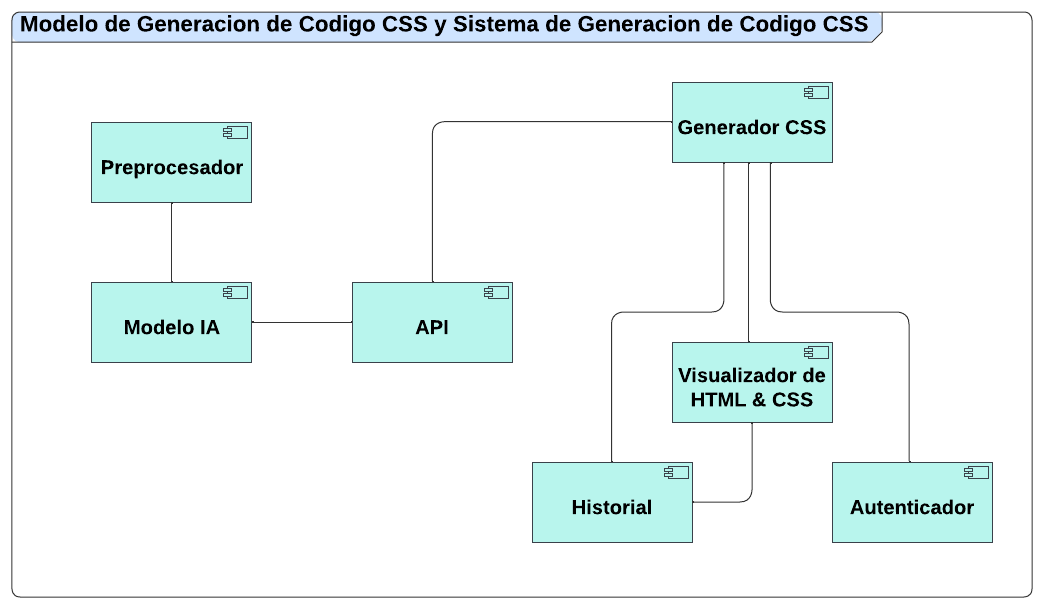 Modelo de Generacion de Codigo CSS y Sistema de Generacion de Codigo CSS
Generador CSS
Preprocesador
Modelo IA
API
Visualizador de
HTML & CSS
Historial
Autenticador